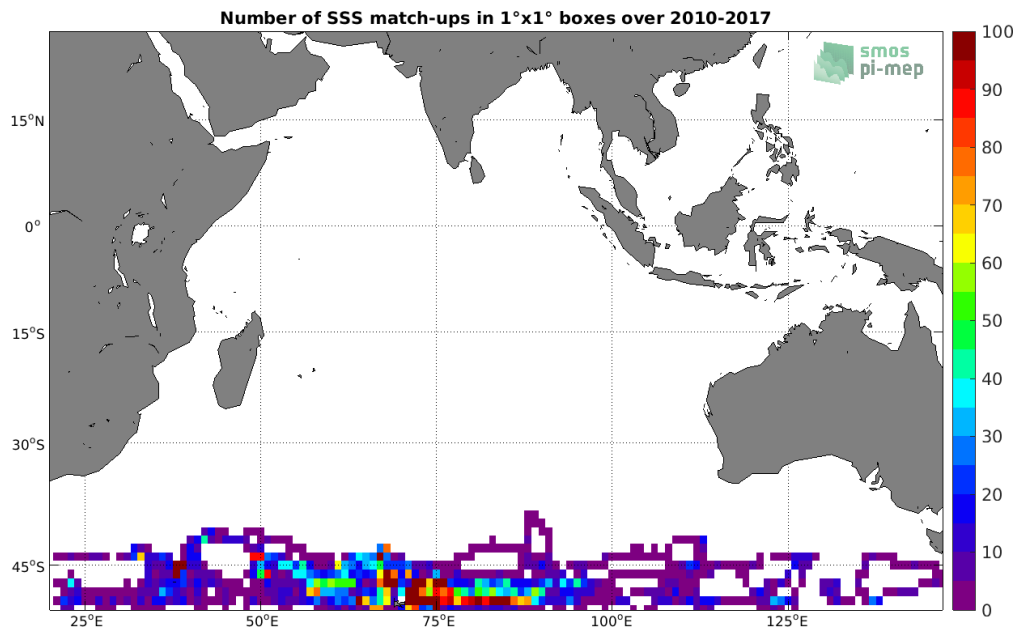 Number of SSS match-ups in 1°x1° boxes over 2010-2017
smos
pi-mep
100
90
80
70
60
50
40
30
20
10
0
15°N
0°
15°S
30°S
45°S
25°E
50°E
75°E
100°E
125°E